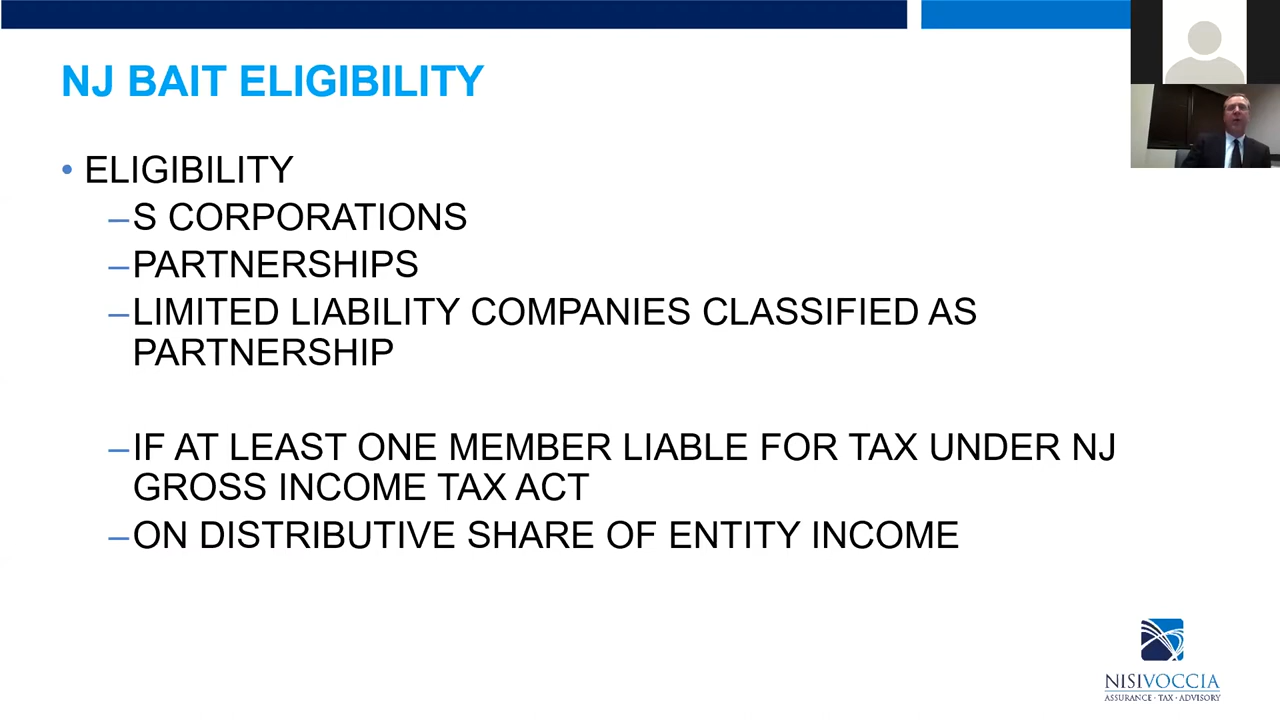 NJ BAIT ELIGIBILITY
• ELIGIBILITY
–S CORPORATIONS
–PARTNERSHIPS
–LIMITED LIABILITY COMPANIES CLASSIFIED AS
PARTNERSHIP
–IF AT LEAST ONE MEMBER LIABLE FOR TAX UNDER NJ
GROSS INCOME TAX ACT
–ON DISTRIBUTIVE SHARE OF ENTITY INCOME
NISIVOCCIA
ASSURANCE · TAX · ADVISORY